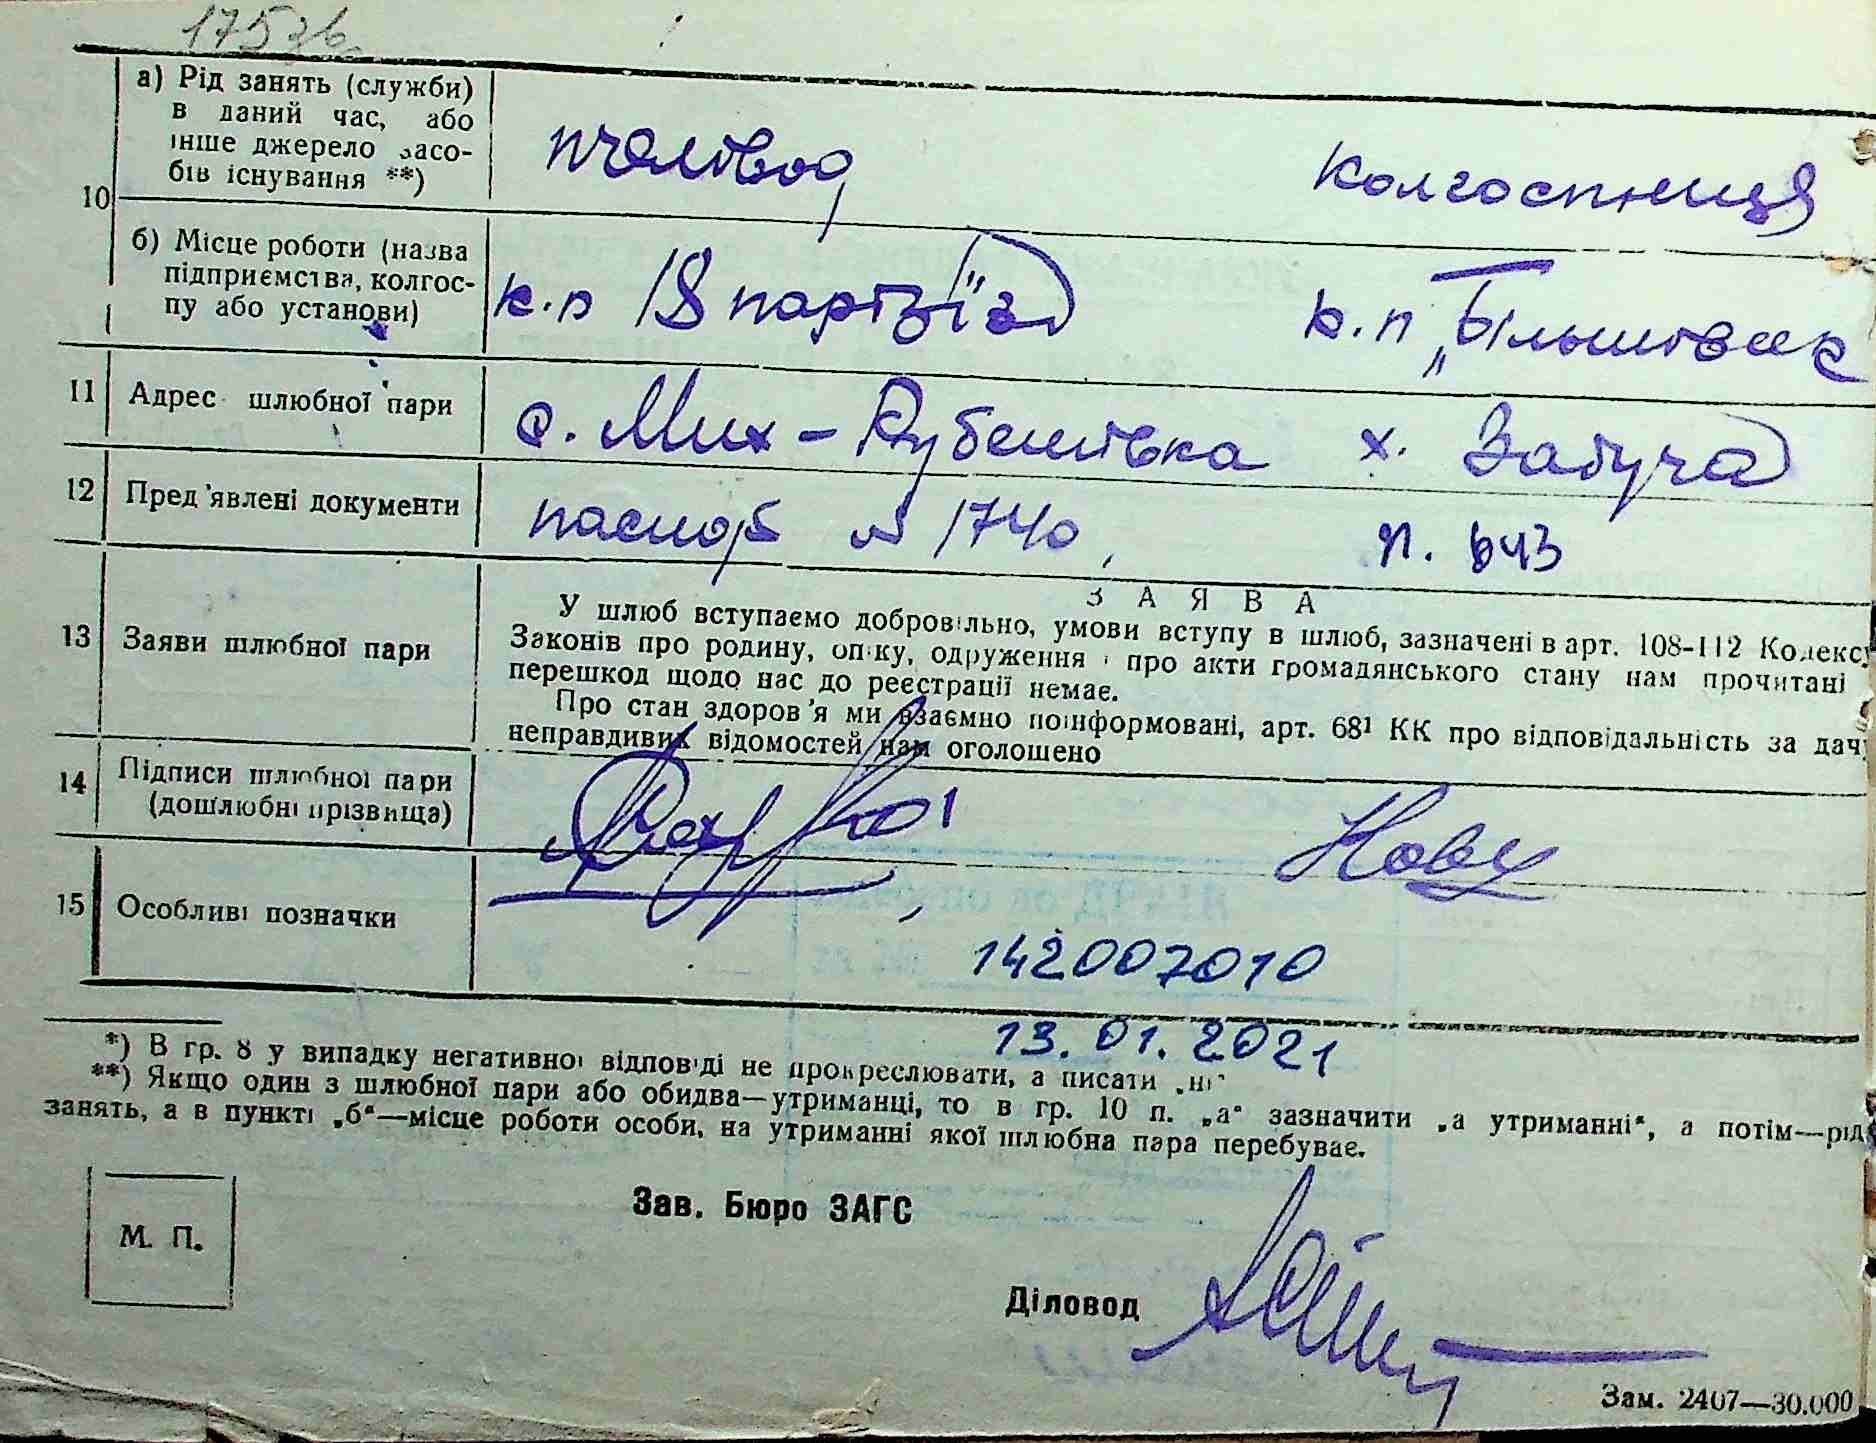 1757б
а) Рід занять (служби)
в даний час, або
інше джерело засо-
бів існування **)
пчолівод колгоспниця
10
б) Місце роботи (назва
підприємства, колгос-
пу або установи)
к.п 18 партз'їзд к.п „Більшовик
11 Адрес шлюбної пари с. Мих-Рубежівка х. Забуча
12 Пред'явлені документи паспорт № 1740, п. 643
ЗАЯВА
13 Заяви шлюбної пари
У шлюб вступаємо добровільно, умови вступу в шлюб, зазначені в арт. 108-112 Кодексу
Законів про родину, опіку, одруження і про акти громадянського стану нам прочитані
перешкод щодо нас до реєстрації немає.
Про стан здоров'я ми взаємно поінформовані, арт. 68¹ КК про відповідальність за дачу
неправдивих відомостей нам оголошено
14 Підписи шлюбної пари
(дошлюбні прізвища)
Нову
15 Особливі позначки
142007010
13.01.2021
*) В гр. 8 у випадку негативної відповіді не прокреслювати, а писати „ні"
**) Якщо один з шлюбної пари або обидва—утриманці, то в гр. 10 п. „а" зазначити „а утриманні", а потім—рід
занять, а в пункті „б"—місце роботи особи, на утриманні якої шлюбна пара перебуває.
Зав. Бюро ЗАГС
М. П.
Діловод
Зам. 2407—30.000